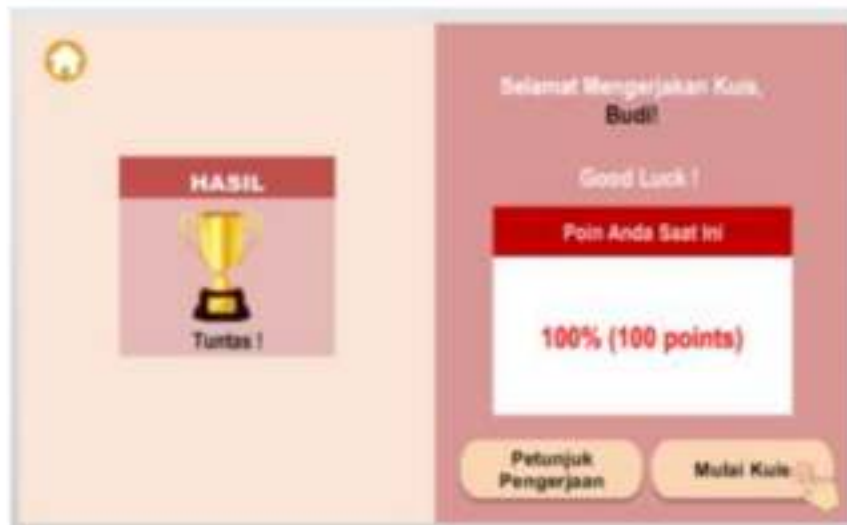 HASIL
Tuntas !
Selamat Mengerjakan Kuis,
Budi!
Good Luck !
Poin Anda Saat Ini
100% (100 points)
Petunjuk
Pengerjaan
Mulai Kuis